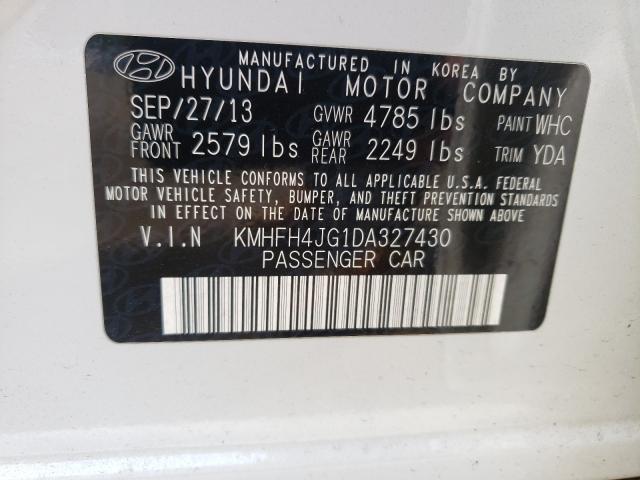 MANUFACTURED IN KOREA BY
HYUNDAI MOTOR COMPANY
SEP/27/13 GVWR 4785 lbs PAINT WHC
GAWR FRONT 2579 lbs GAWR REAR 2249 lbs TRIM YDA
THIS VEHICLE CONFORMS TO ALL APPLICABLE U.S.A. FEDERAL
MOTOR VEHICLE SAFETY, BUMPER, AND THEFT PREVENTION STANDARDS
IN EFFECT ON THE DATE OF MANUFACTURE SHOWN ABOVE
V.I.N KMHFH4JG1DA327430
PASSENGER CAR